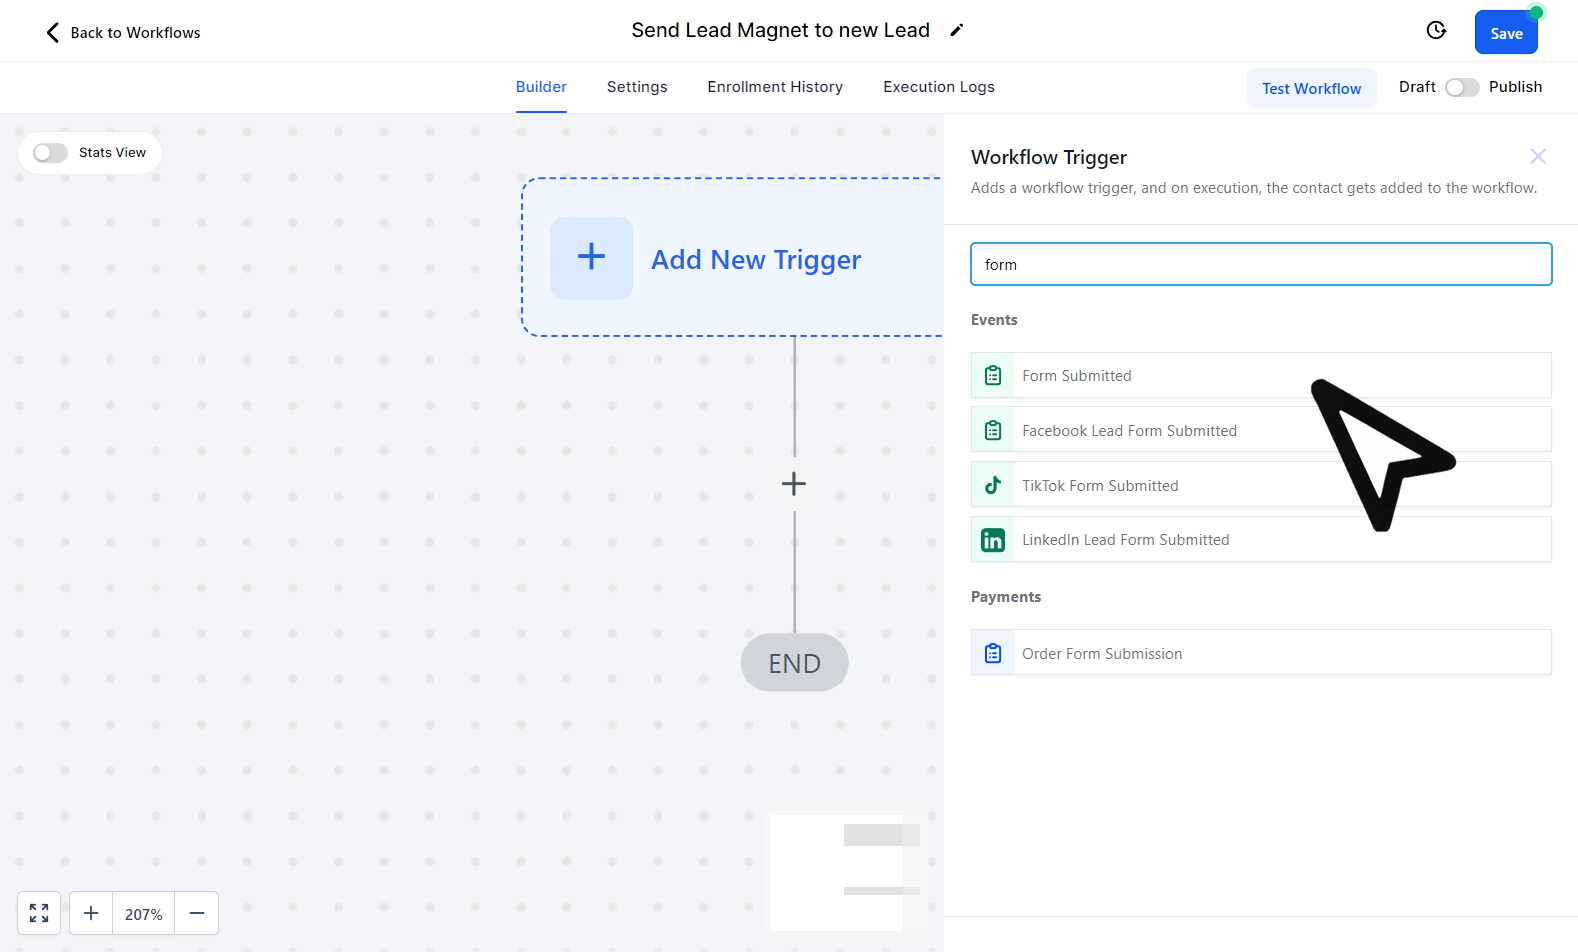 Back to Workflows
Send Lead Magnet to new Lead
Save
Builder
Settings
Enrollment History
Execution Logs
Test Workflow
Draft
Publish
Stats View
Add New Trigger
END
207%
Workflow Trigger
Adds a workflow trigger, and on execution, the contact gets added to the workflow.
form
Events
Form Submitted
Facebook Lead Form Submitted
TikTok Form Submitted
LinkedIn Lead Form Submitted
Payments
Order Form Submission